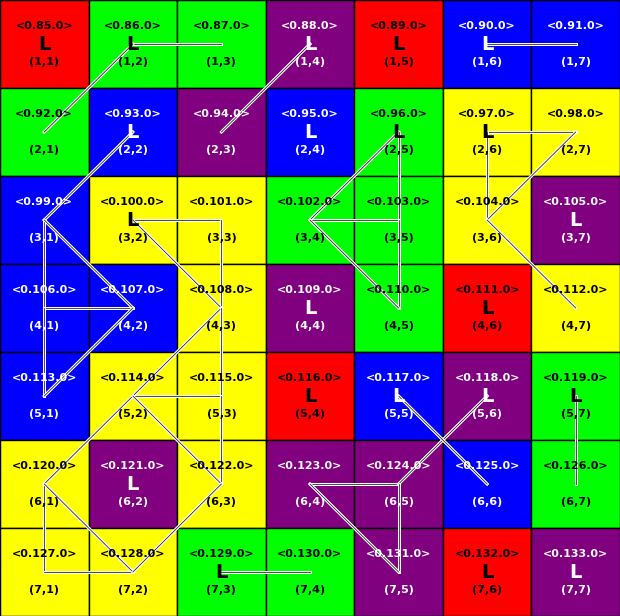 <0.85.0> <0.86.0> <0.87.0> <0.88.0> <0.89.0> <0.90.0> <0.91.0>
L L L L L
(1,1) (1,2) (1,3) (1,4) (1,5) (1,6) (1,7)
<0.92.0> <0.93.0> <0.94.0> <0.95.0> <0.96.0> <0.97.0> <0.98.0>
L L L L
(2,1) (2,2) (2,3) (2,4) (2,5) (2,6) (2,7)
<0.99.0> <0.100.0> <0.101.0> <0.102.0> <0.103.0> <0.104.0> <0.105.0>
L L
(3,1) (3,2) (3,3) (3,4) (3,5) (3,6) (3,7)
<0.106.0> <0.107.0> <0.108.0> <0.109.0> <0.110.0> <0.111.0> <0.112.0>
L L
(4,1) (4,2) (4,3) (4,4) (4,5) (4,6) (4,7)
<0.113.0> <0.114.0> <0.115.0> <0.116.0> <0.117.0> <0.118.0> <0.119.0>
L L L L
(5,1) (5,2) (5,3) (5,4) (5,5) (5,6) (5,7)
<0.120.0> <0.121.0> <0.122.0> <0.123.0> <0.124.0> <0.125.0> <0.126.0>
L
(6,1) (6,2) (6,3) (6,4) (6,5) (6,6) (6,7)
<0.127.0> <0.128.0> <0.129.0> <0.130.0> <0.131.0> <0.132.0> <0.133.0>
L L L
(7,1) (7,2) (7,3) (7,4) (7,5) (7,6) (7,7)